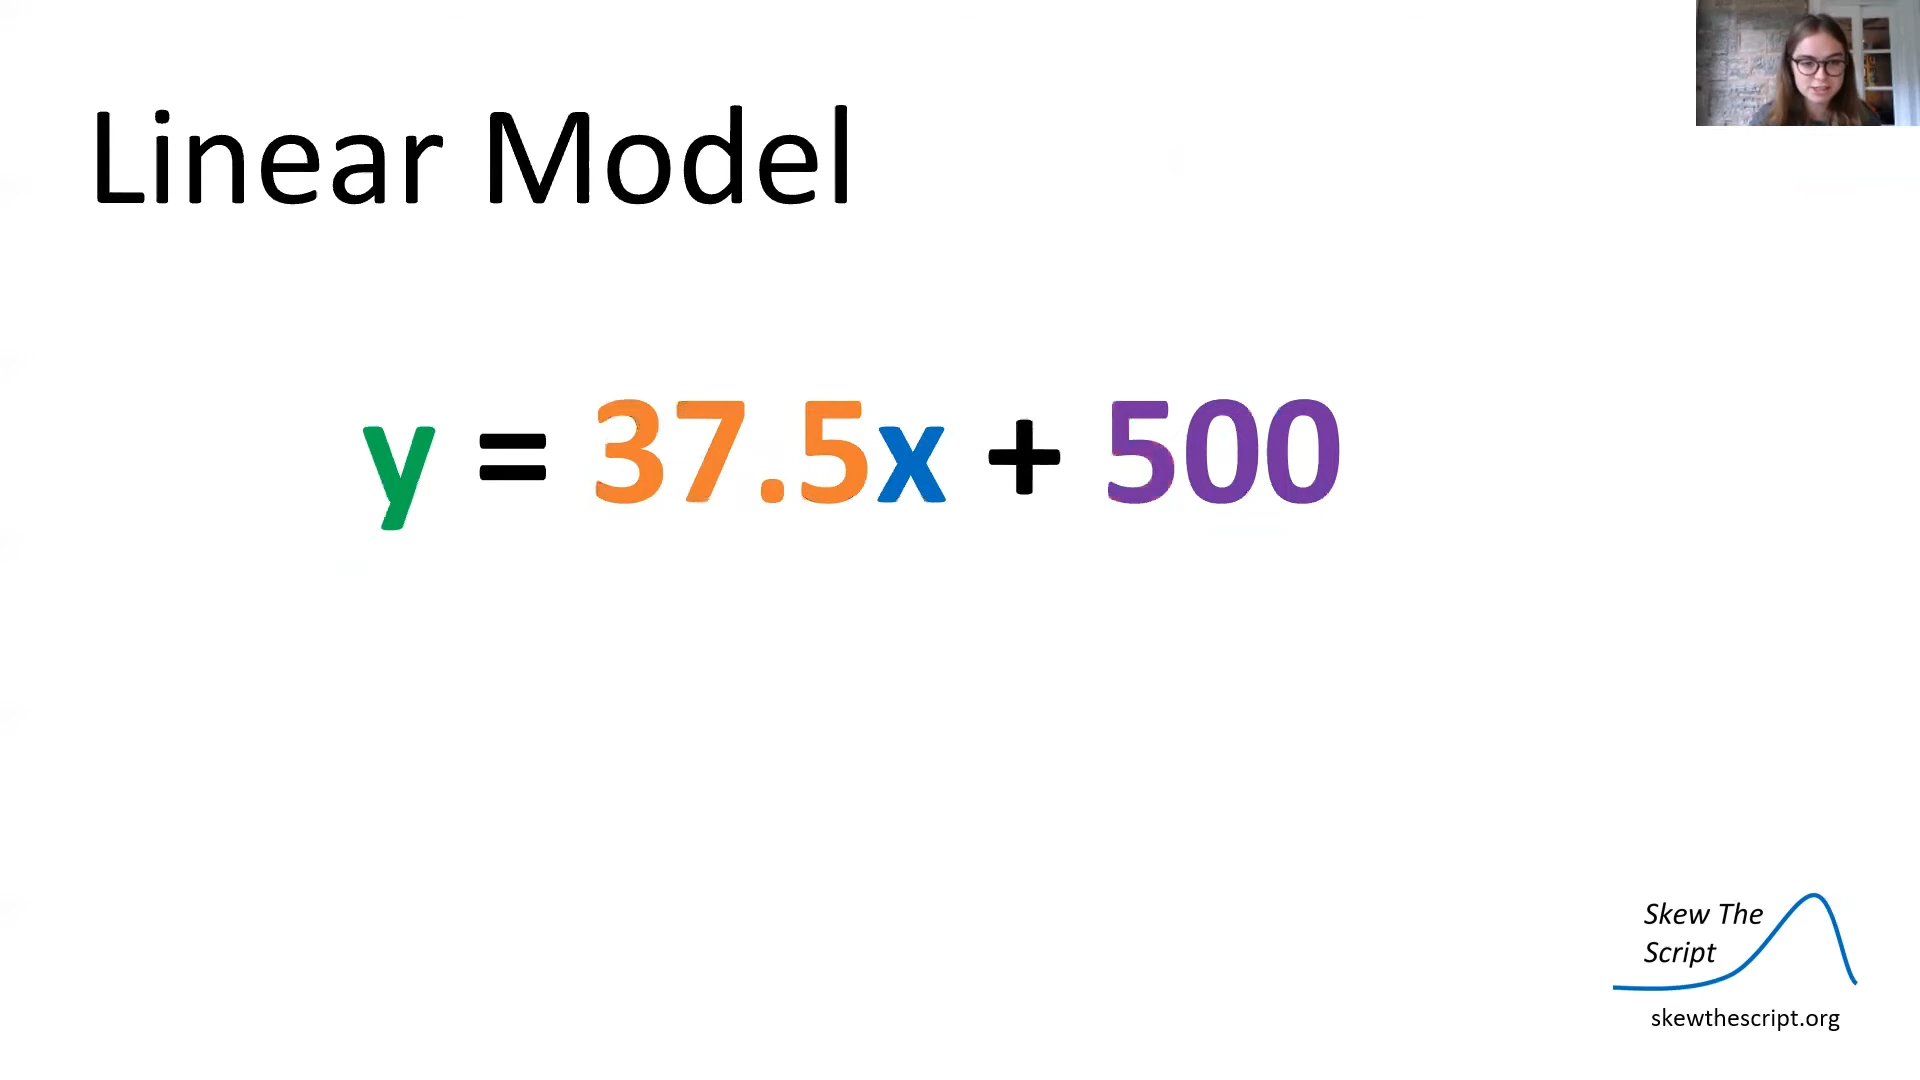 Linear Model
y = 37.5x + 500
Skew The
Script
skewthescript.org